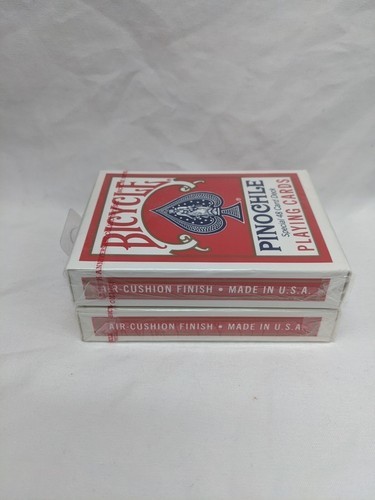 BICYCLE
PINOCHLE
Special 48 Card Deck
PLAYING CARDS
AIR-CUSHION FINISH • MADE IN U.S.A.
AIR-CUSHION FINISH • MADE IN U.S.A.